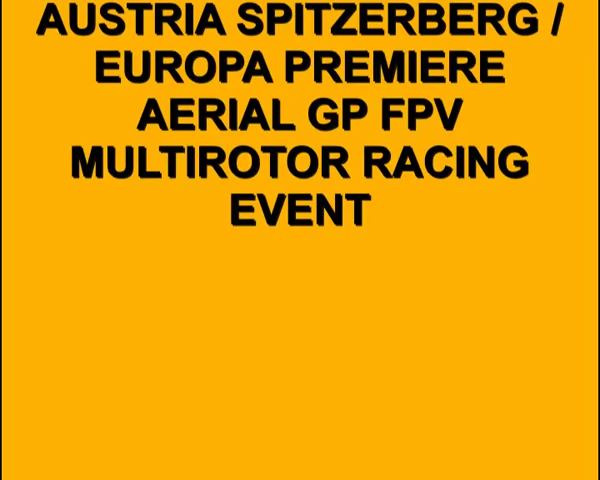 AUSTRIA SPITZERBERG /
EUROPA PREMIERE
AERIAL GP FPV
MULTIROTOR RACING
EVENT